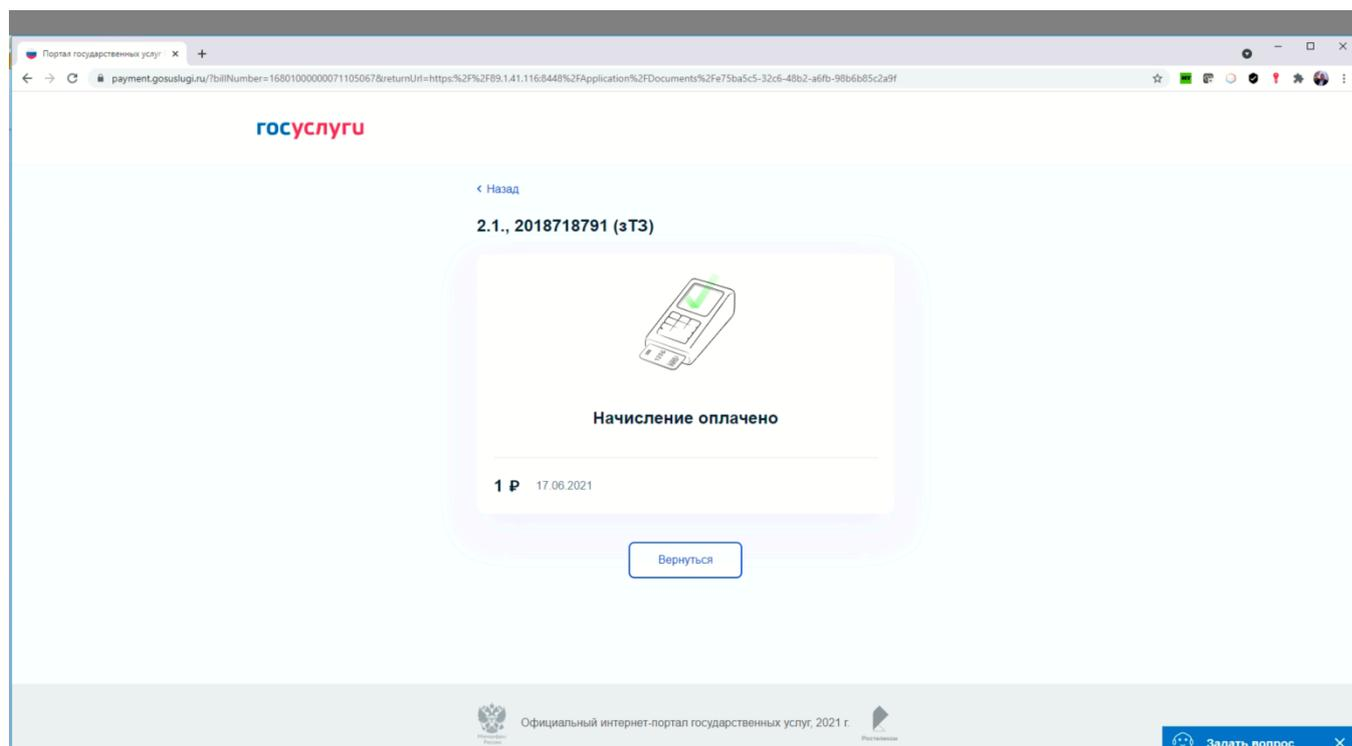 Портал государственных услуг
payment.gosuslugi.ru/?billNumber=16801000000071105067&returnUrl=https:%2F%2F89.1.41.116:8448%2FApplication%2FDocuments%2Fe75ba5c5-32c6-48b2-a6fb-98b6b85c2a9f
госуслуги
Назад
2.1., 2018718791 (зТЗ)
Начисление оплачено
1 ₽ 17.06.2021
Вернуться
Официальный интернет-портал государственных услуг, 2021 г.
Ростелеком
Задать вопрос